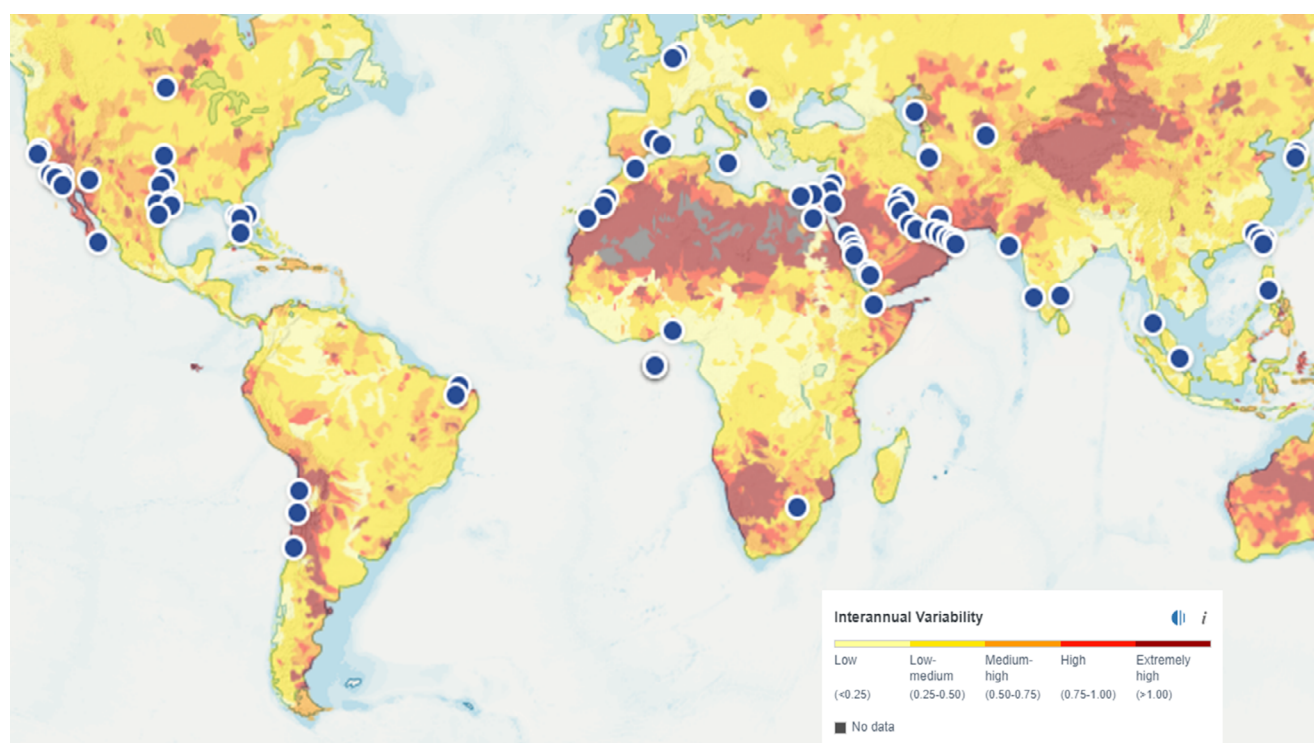 Interannual Variability i
Low Low- Medium- High Extremely
medium high high
(<0.25) (0.25-0.50) (0.50-0.75) (0.75-1.00) (>1.00)
No data